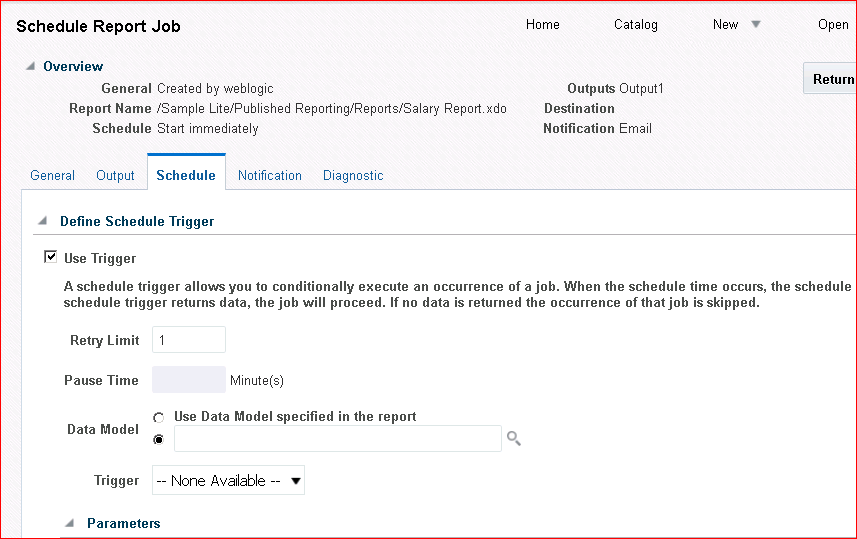 Schedule Report Job
Home
Catalog
New
Open
Overview
General Created by weblogic
Outputs Output1
Return
Report Name /Sample Lite/Published Reporting/Reports/Salary Report.xdo
Destination
Schedule Start immediately
Notification Email
General
Output
Schedule
Notification
Diagnostic
Define Schedule Trigger
Use Trigger
A schedule trigger allows you to conditionally execute an occurrence of a job. When the schedule time occurs, the schedule
schedule trigger returns data, the job will proceed. If no data is returned the occurrence of that job is skipped.
Retry Limit 1
Pause Time Minute(s)
Data Model
Use Data Model specified in the report
Trigger -- None Available --
Parameters